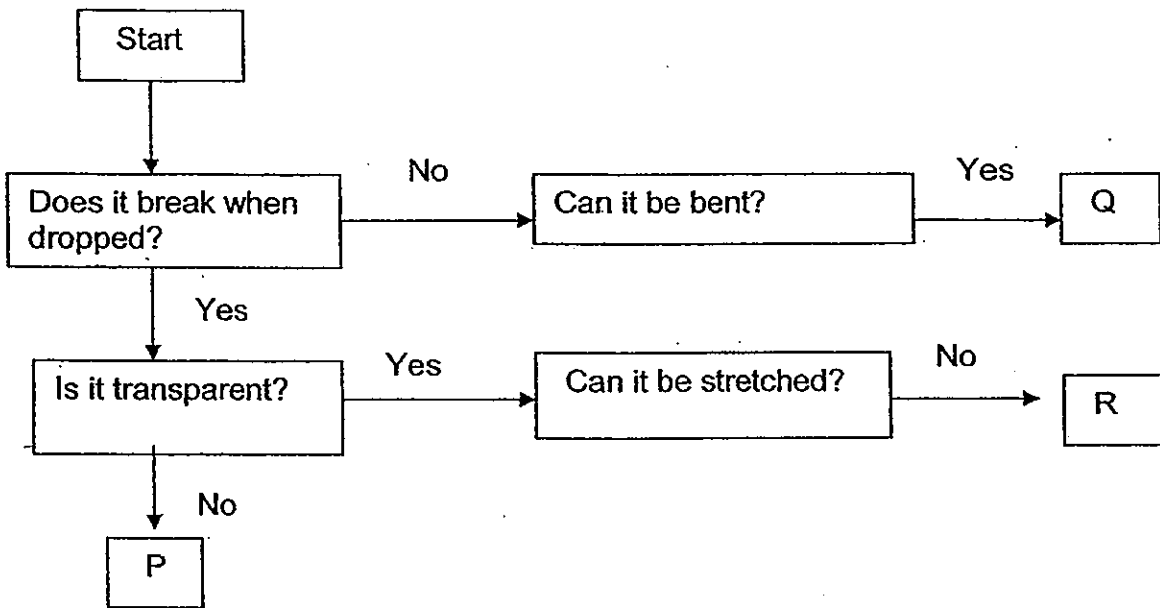 Start
No
Yes
Does it break when
dropped?
Can it be bent?
Q
Yes
Is it transparent?
Yes
Can it be stretched?
No
R
No
P